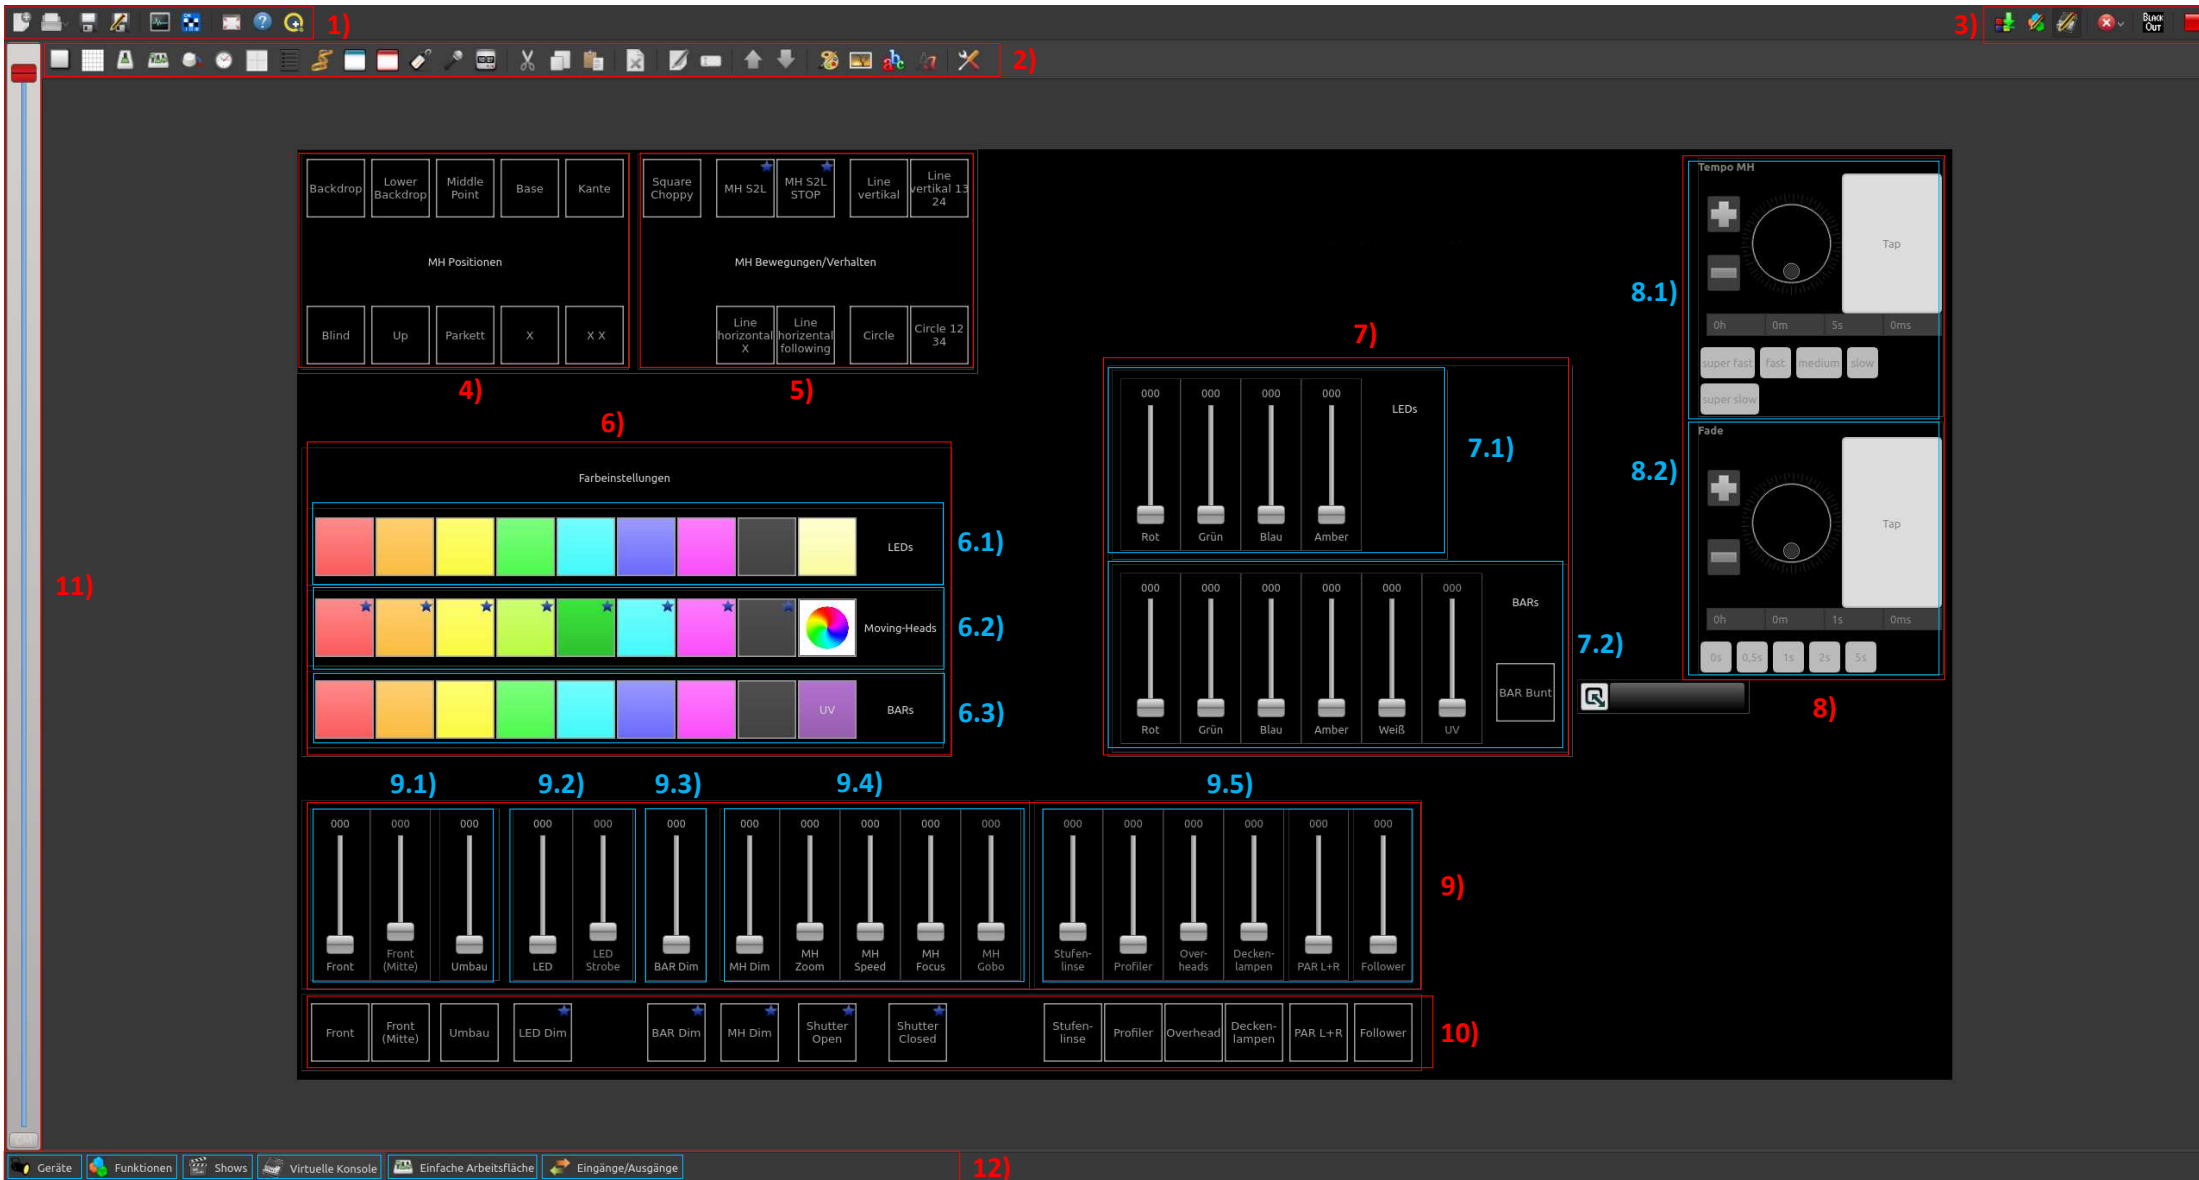 1)
3)
BLACK
OUT
2)
Backdrop
Lower
Backdrop
Middle
Point
Base
Kante
MH Positionen
Blind
Up
Parkett
X
X X
4)
Square
Choppy
MH S2L
MH S2L
STOP
Line
vertikal
Line
vertikal 13
24
MH Bewegungen/Verhalten
Line
horizontal
X
Line
horizental
following
Circle
Circle 12
34
5)
Tempo MH
Tap
8.1)
0h 0m 5s 0ms
super fast fast medium slow
super slow
Fade
Tap
8.2)
0h 0m 1s 0ms
0s 0,5s 1s 2s 5s
8)
6)
Farbeinstellungen
LEDs
6.1)
Moving-Heads
6.2)
UV
BARs
6.3)
7)
000 000 000 000
LEDs
7.1)
Rot Grün Blau Amber
000 000 000 000 000 000
BARs
7.2)
BAR Bunt
Rot Grün Blau Amber Weiß UV
11)
9.1) 9.2) 9.3) 9.4) 9.5)
000 000 000 000 000 000 000 000 000 000 000 000 000 000 000 000 000
Front
Front
(Mitte)
Umbau
LED
LED
Strobe
BAR Dim
MH Dim
MH
Zoom
MH
Speed
MH
Focus
MH
Gobo
Stufen-
linse
Profiler
Over-
heads
Decken-
lampen
PAR L+R
Follower
9)
Front
Front
(Mitte)
Umbau
LED Dim
BAR Dim
MH Dim
Shutter
Open
Shutter
Closed
Stufen-
linse
Profiler
Overhead
Decken-
lampen
PAR L+R
Follower
10)
GM
Geräte Funktionen Shows Virtuelle Konsole Einfache Arbeitsfläche Eingänge/Ausgänge
12)